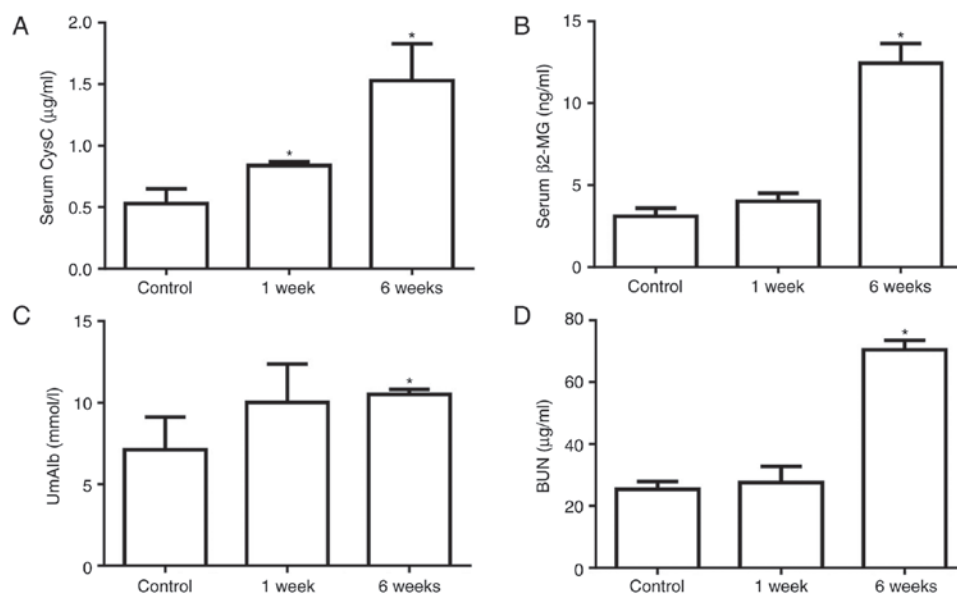 A
Serum CysC (μg/ml)
2.0
1.5
1.0
0.5
0.0
*
*
Control
1 week
6 weeks
B
Serum β2-MG (ng/ml)
15
10
5
0
*
Control
1 week
6 weeks
C
UmAlb (mmol/l)
15
10
5
0
*
Control
1 week
6 weeks
D
BUN (μg/ml)
80
60
40
20
0
*
Control
1 week
6 weeks